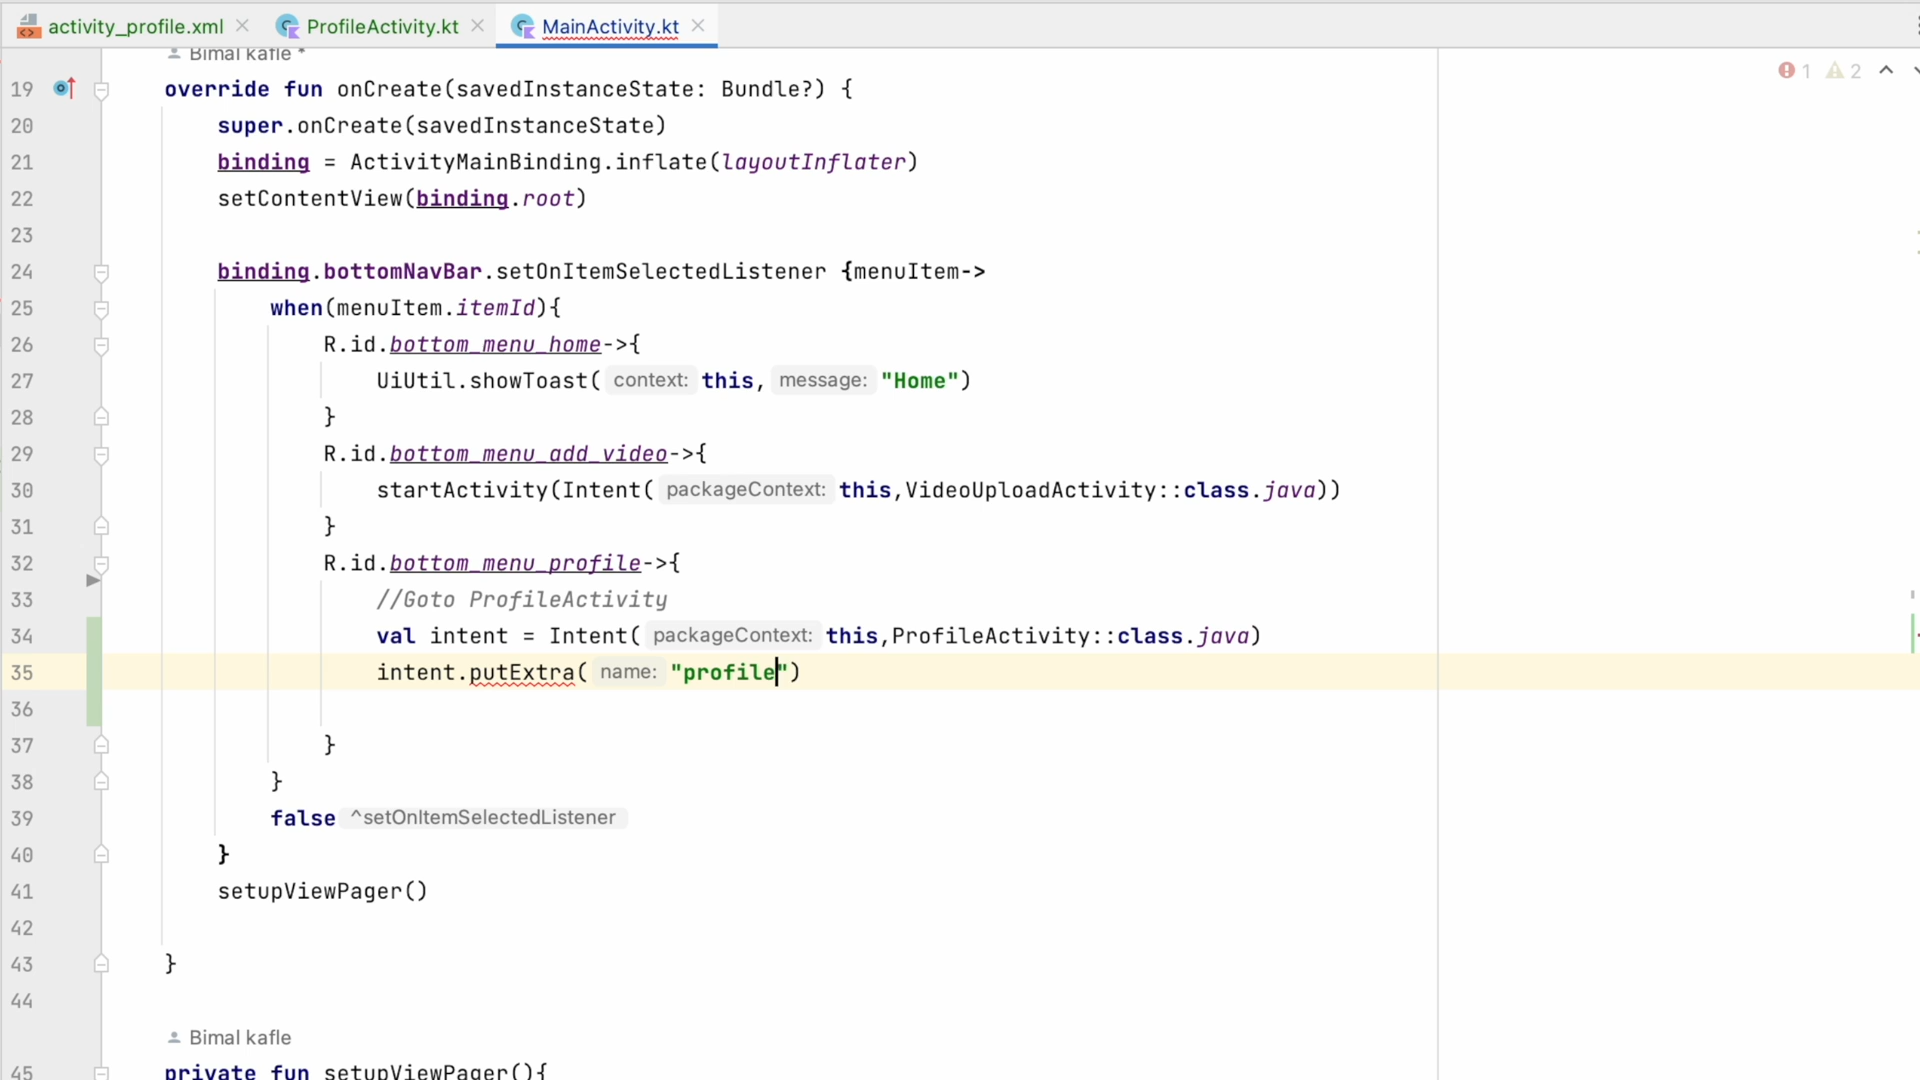 activity_profile.xml
ProfileActivity.kt
MainActivity.kt
Bimal kafle *
1
2
19 override fun onCreate(savedInstanceState: Bundle?) {
20 super.onCreate(savedInstanceState)
21 binding = ActivityMainBinding.inflate(layoutInflater)
22 setContentView(binding.root)
23
24 binding.bottomNavBar.setOnItemSelectedListener {menuItem->
25 when(menuItem.itemId){
26 R.id.bottom_menu_home->{
27 UiUtil.showToast( context: this, message: "Home")
28 }
29 R.id.bottom_menu_add_video->{
30 startActivity(Intent( packageContext: this,VideoUploadActivity::class.java))
31 }
32 R.id.bottom_menu_profile->{
33 //Goto ProfileActivity
34 val intent = Intent( packageContext: this,ProfileActivity::class.java)
35 intent.putExtra( name: "profile")
36
37 }
38 }
39 false ^setOnItemSelectedListener
40 }
41 setupViewPager()
42
43 }
44
Bimal kafle
45 private fun setupViewPager(){